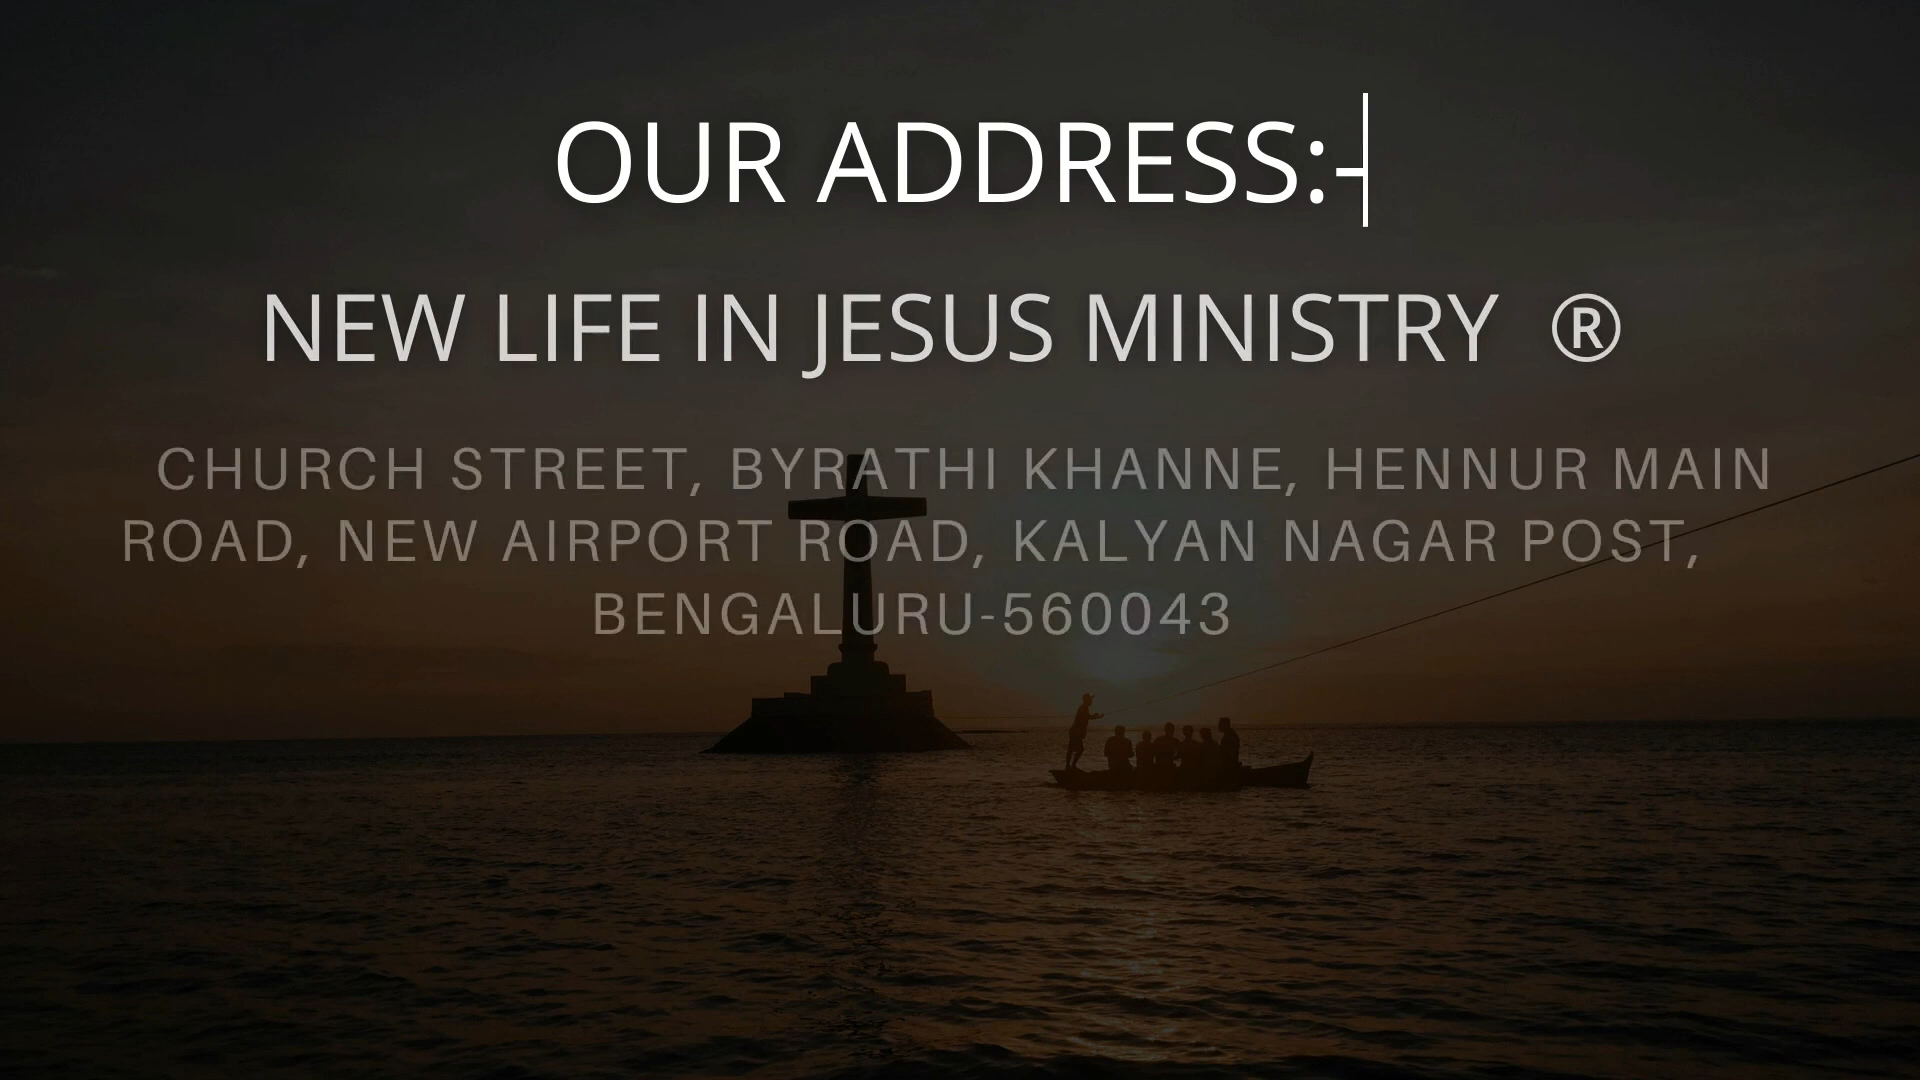 OUR ADDRESS:-
NEW LIFE IN JESUS MINISTRY ®
CHURCH STREET, BYRATHI KHANNE, HENNUR MAIN
ROAD, NEW AIRPORT ROAD, KALYAN NAGAR POST,
BENGALURU-560043